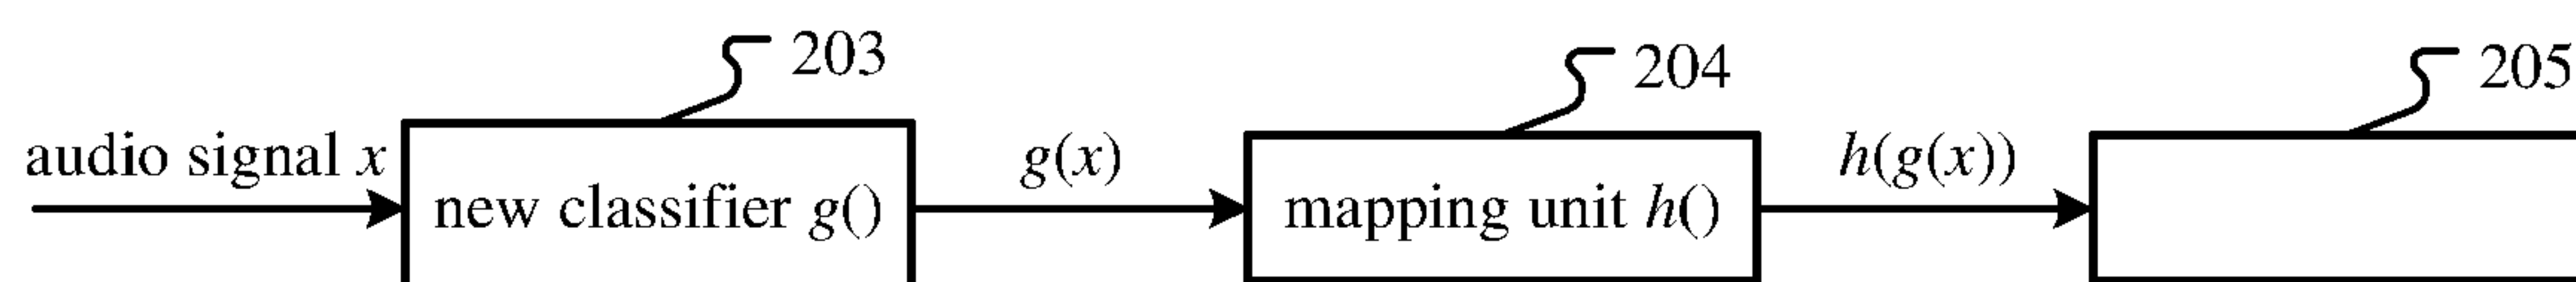 203
204
205
audio signal x
g(x)
h(g(x))
new classifier g()
mapping unit h()